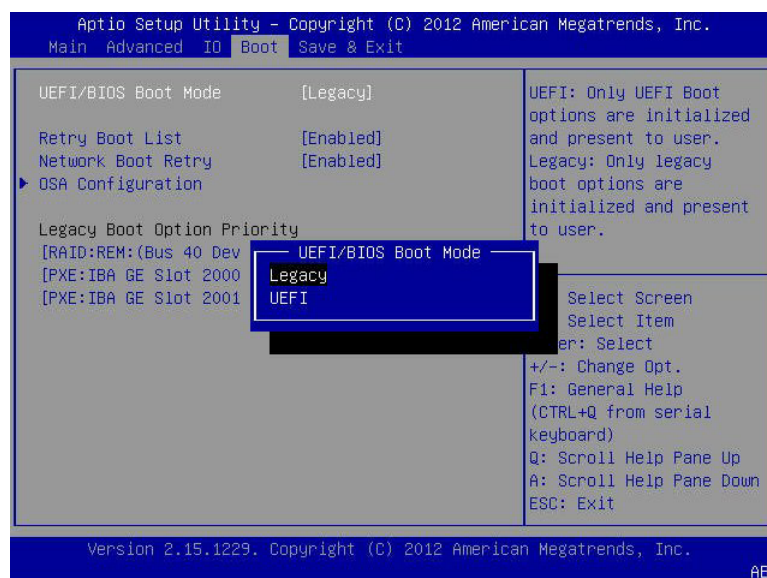 Aptio Setup Utility – Copyright (C) 2012 American Megatrends, Inc.
Main Advanced IO Boot Save & Exit
UEFI/BIOS Boot Mode [Legacy]
Retry Boot List [Enabled]
Network Boot Retry [Enabled]
OSA Configuration
Legacy Boot Option Priority
[RAID:REM:(Bus 40 Dev
[PXE:IBA GE Slot 2000
[PXE:IBA GE Slot 2001
UEFI/BIOS Boot Mode
Legacy
UEFI
UEFI: Only UEFI Boot
options are initialized
and present to user.
Legacy: Only legacy
boot options are
initialized and present
to user.
Select Screen
Select Item
er: Select
+/-: Change Opt.
F1: General Help
(CTRL+Q from serial
keyboard)
Q: Scroll Help Pane Up
A: Scroll Help Pane Down
ESC: Exit
Version 2.15.1229. Copyright (C) 2012 American Megatrends, Inc.